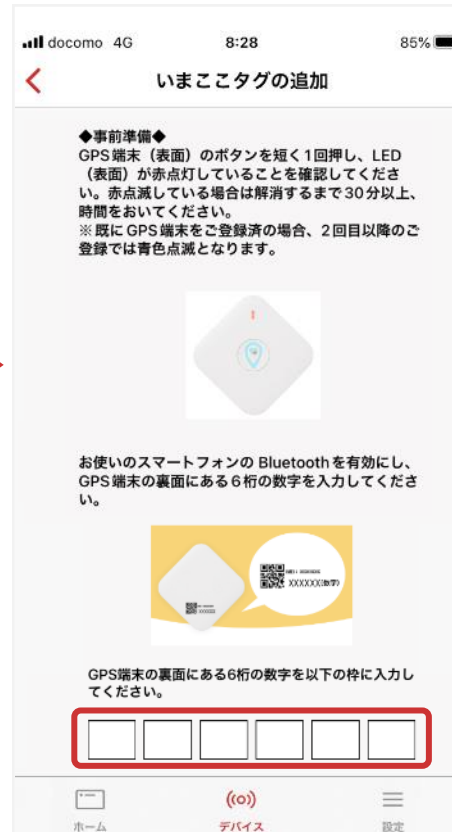 docomo 4G 8:28 85%
いまここタグの追加
◆事前準備◆
GPS端末（表面）のボタンを短く1回押し、LED
（表面）が赤点灯していることを確認してくださ
い。赤点滅している場合は解消するまで30分以上、
時間をおいてください。
※既にGPS端末をご登録済の場合、2回目以降のご
登録では青色点滅となります。
お使いのスマートフォンの Bluetoothを有効にし、
GPS端末の裏面にある6桁の数字を入力してくださ
い。
XXXXXX(数字)
XXXXXX
GPS端末の裏面にある6桁の数字を以下の枠に入力し
てください。
ホーム デバイス 設定